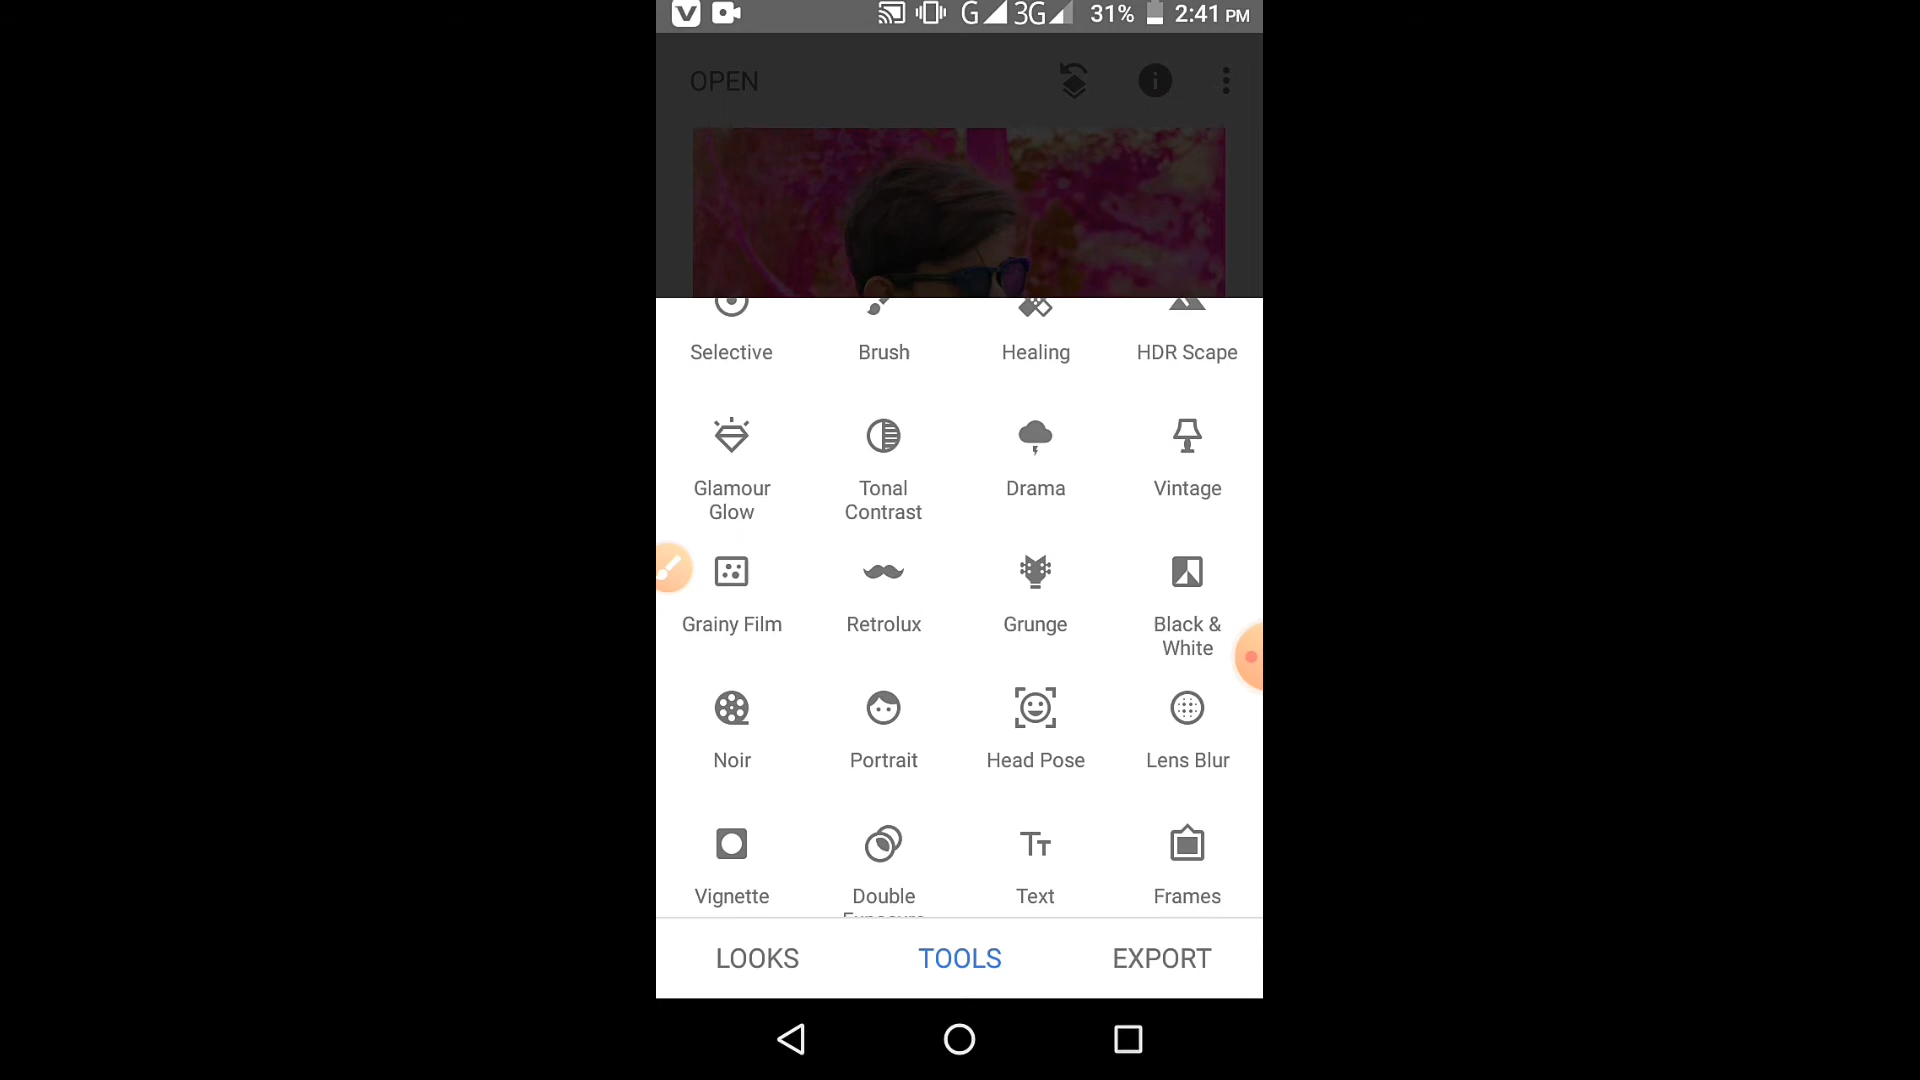 G 3G 31% 2:41 PM
OPEN
Selective Brush Healing HDR Scape
Glamour Glow Tonal Contrast Drama Vintage
Grainy Film Retrolux Grunge Black & White
Noir Portrait Head Pose Lens Blur
Vignette Double Text Frames
LOOKS TOOLS EXPORT